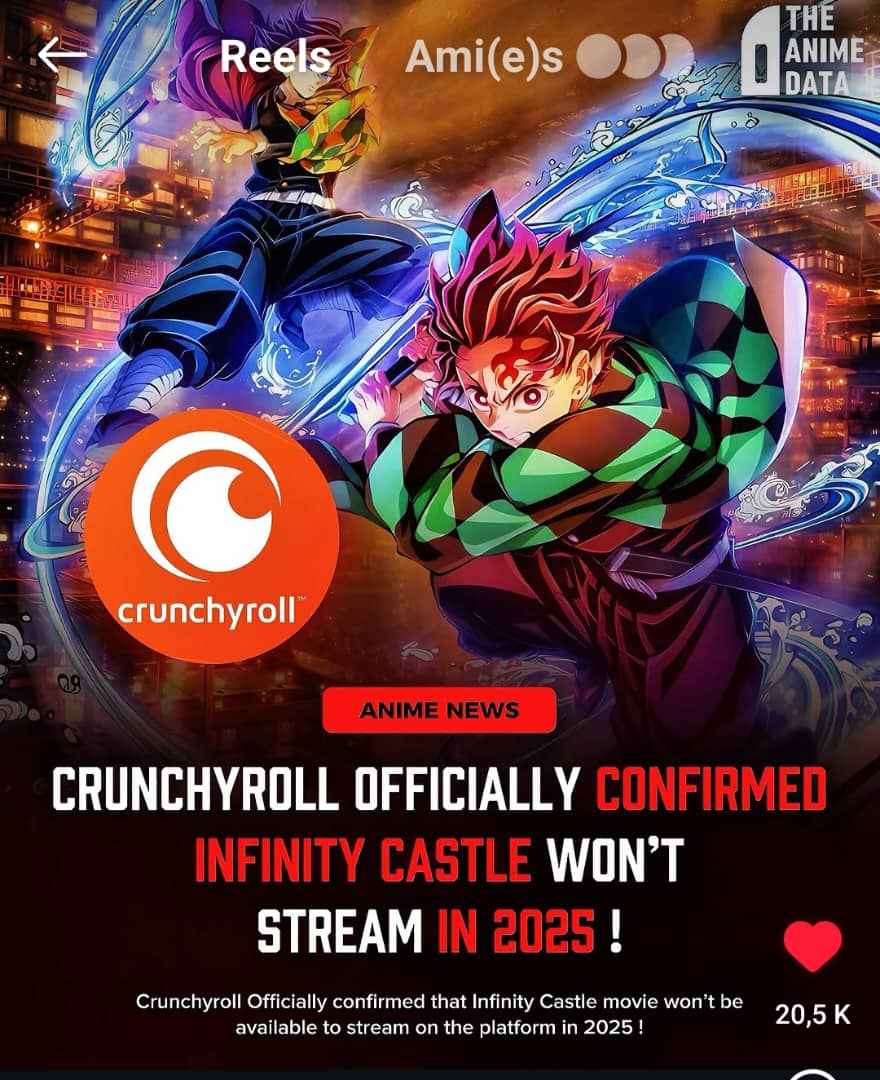 Reels
Ami(e)s
THE
ANIME
DATA
crunchyroll™
ANIME NEWS
CRUNCHYROLL OFFICIALLY CONFIRMED
INFINITY CASTLE WON'T
STREAM IN 2025 !
Crunchyroll Officially confirmed that Infinity Castle movie won't be
available to stream on the platform in 2025 !
20,5 K